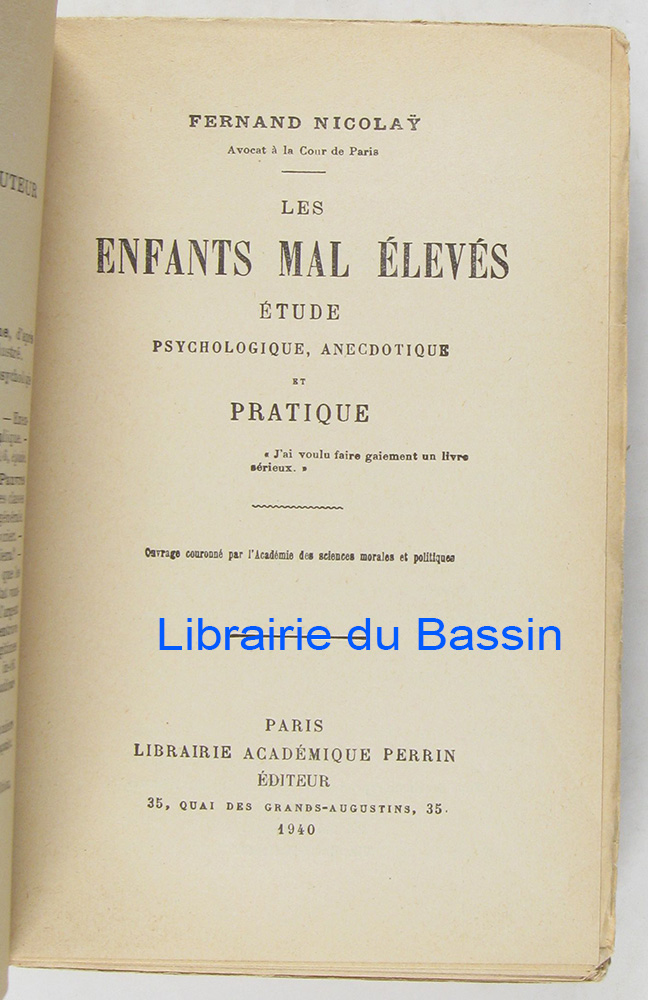 FERNAND NICOLAŸ
Avocat à la Cour de Paris
LES
ENFANTS MAL ÉLEVÉS
ÉTUDE
PSYCHOLOGIQUE, ANECDOTIQUE
ET
PRATIQUE
« J'ai voulu faire gaiement un livre
sérieux. »
Ouvrage couronné par l'Académie des sciences morales et politiques
Librairie du Bassin
PARIS
LIBRAIRIE ACADÉMIQUE PERRIN
ÉDITEUR
35, QUAI DES GRANDS-AUGUSTINS, 35.
1940